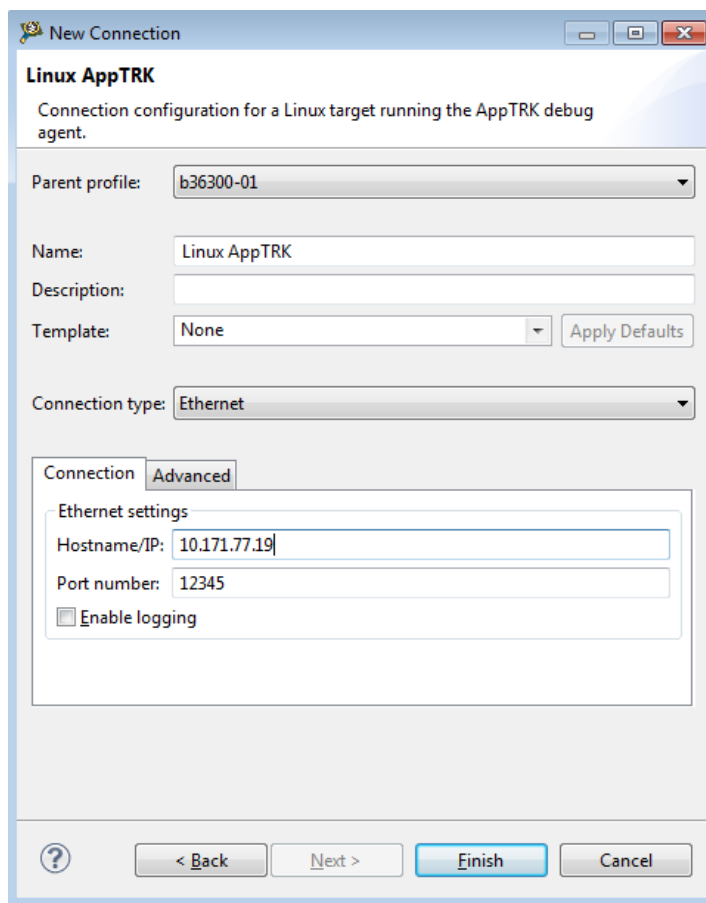 New Connection
Linux AppTRK
Connection configuration for a Linux target running the AppTRK debug
agent.
Parent profile: b36300-01
Name: Linux AppTRK
Description:
Template: None Apply Defaults
Connection type: Ethernet
Connection Advanced
Ethernet settings
Hostname/IP: 10.171.77.19
Port number: 12345
Enable logging
? < Back Next > Finish Cancel